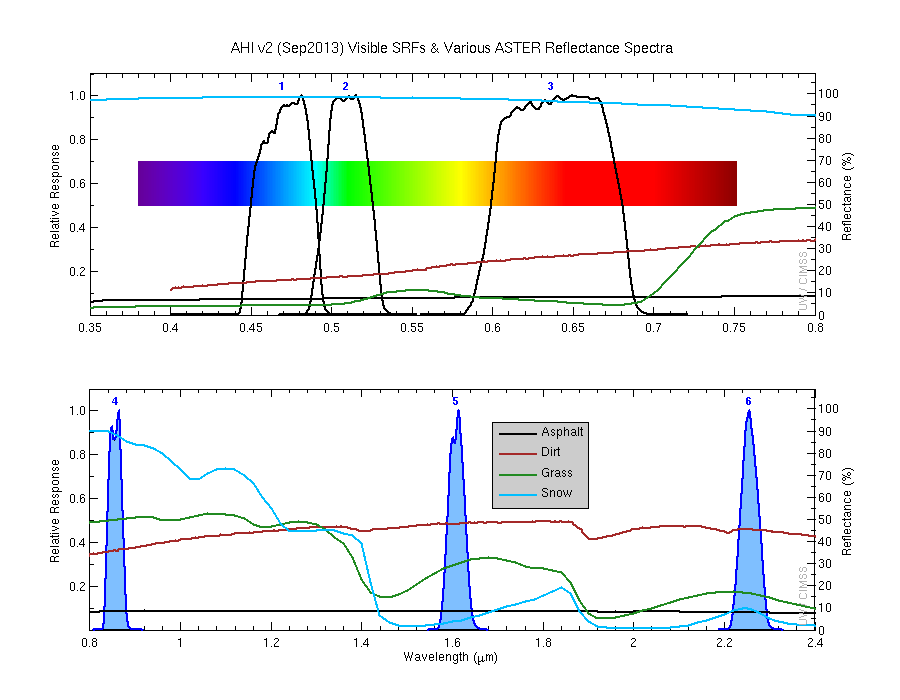 AHI v2 (Sep2013) Visible SRFs & Various ASTER Reflectance Spectra
1 2 3
1.0 100
90
0.8 80
70
0.6 60
50
0.4 40
30
0.2 20
10
0
Relative Response
Reflectance (%)
UW/CIMSS
0.35 0.4 0.45 0.5 0.55 0.6 0.65 0.7 0.75 0.8
4 5 6
1.0 100
90
0.8 80
70
0.6 60
50
0.4 40
30
0.2 20
10
0
Relative Response
Reflectance (%)
Asphalt
Dirt
Grass
Snow
UW/CIMSS
0.8 1 1.2 1.4 1.6 1.8 2 2.2 2.4
Wavelength (μm)